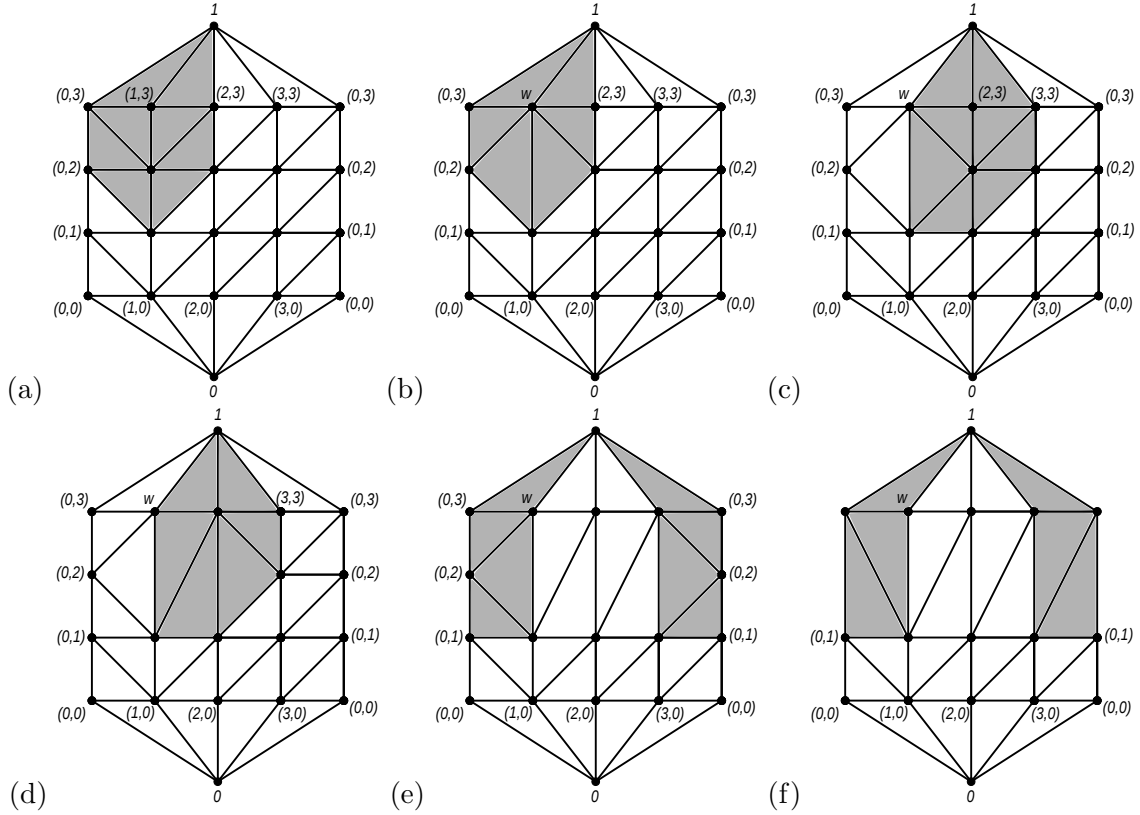 1 1 1
(0,3) (1,3) (2,3) (3,3) (0,3) (0,3) w (2,3) (3,3) (0,3) (0,3) w (2,3) (3,3) (0,3)
(0,2) (0,2) (0,2) (0,2) (0,2) (0,2)
(0,1) (0,1) (0,1) (0,1) (0,1) (0,1)
(0,0) (1,0) (2,0) (3,0) (0,0) (0,0) (1,0) (2,0) (3,0) (0,0) (0,0) (1,0) (2,0) (3,0) (0,0)
(a) 0 (b) 0 (c) 0
1 1 1
(0,3) w (3,3) (0,3) (0,3) w (0,3) w
(0,2) (0,2) (0,2) (0,2)
(0,1) (0,1) (0,1) (0,1) (0,1) (0,1)
(0,0) (1,0) (2,0) (3,0) (0,0) (0,0) (1,0) (2,0) (3,0) (0,0) (0,0) (1,0) (2,0) (3,0) (0,0)
(d) 0 (e) 0 (f) 0